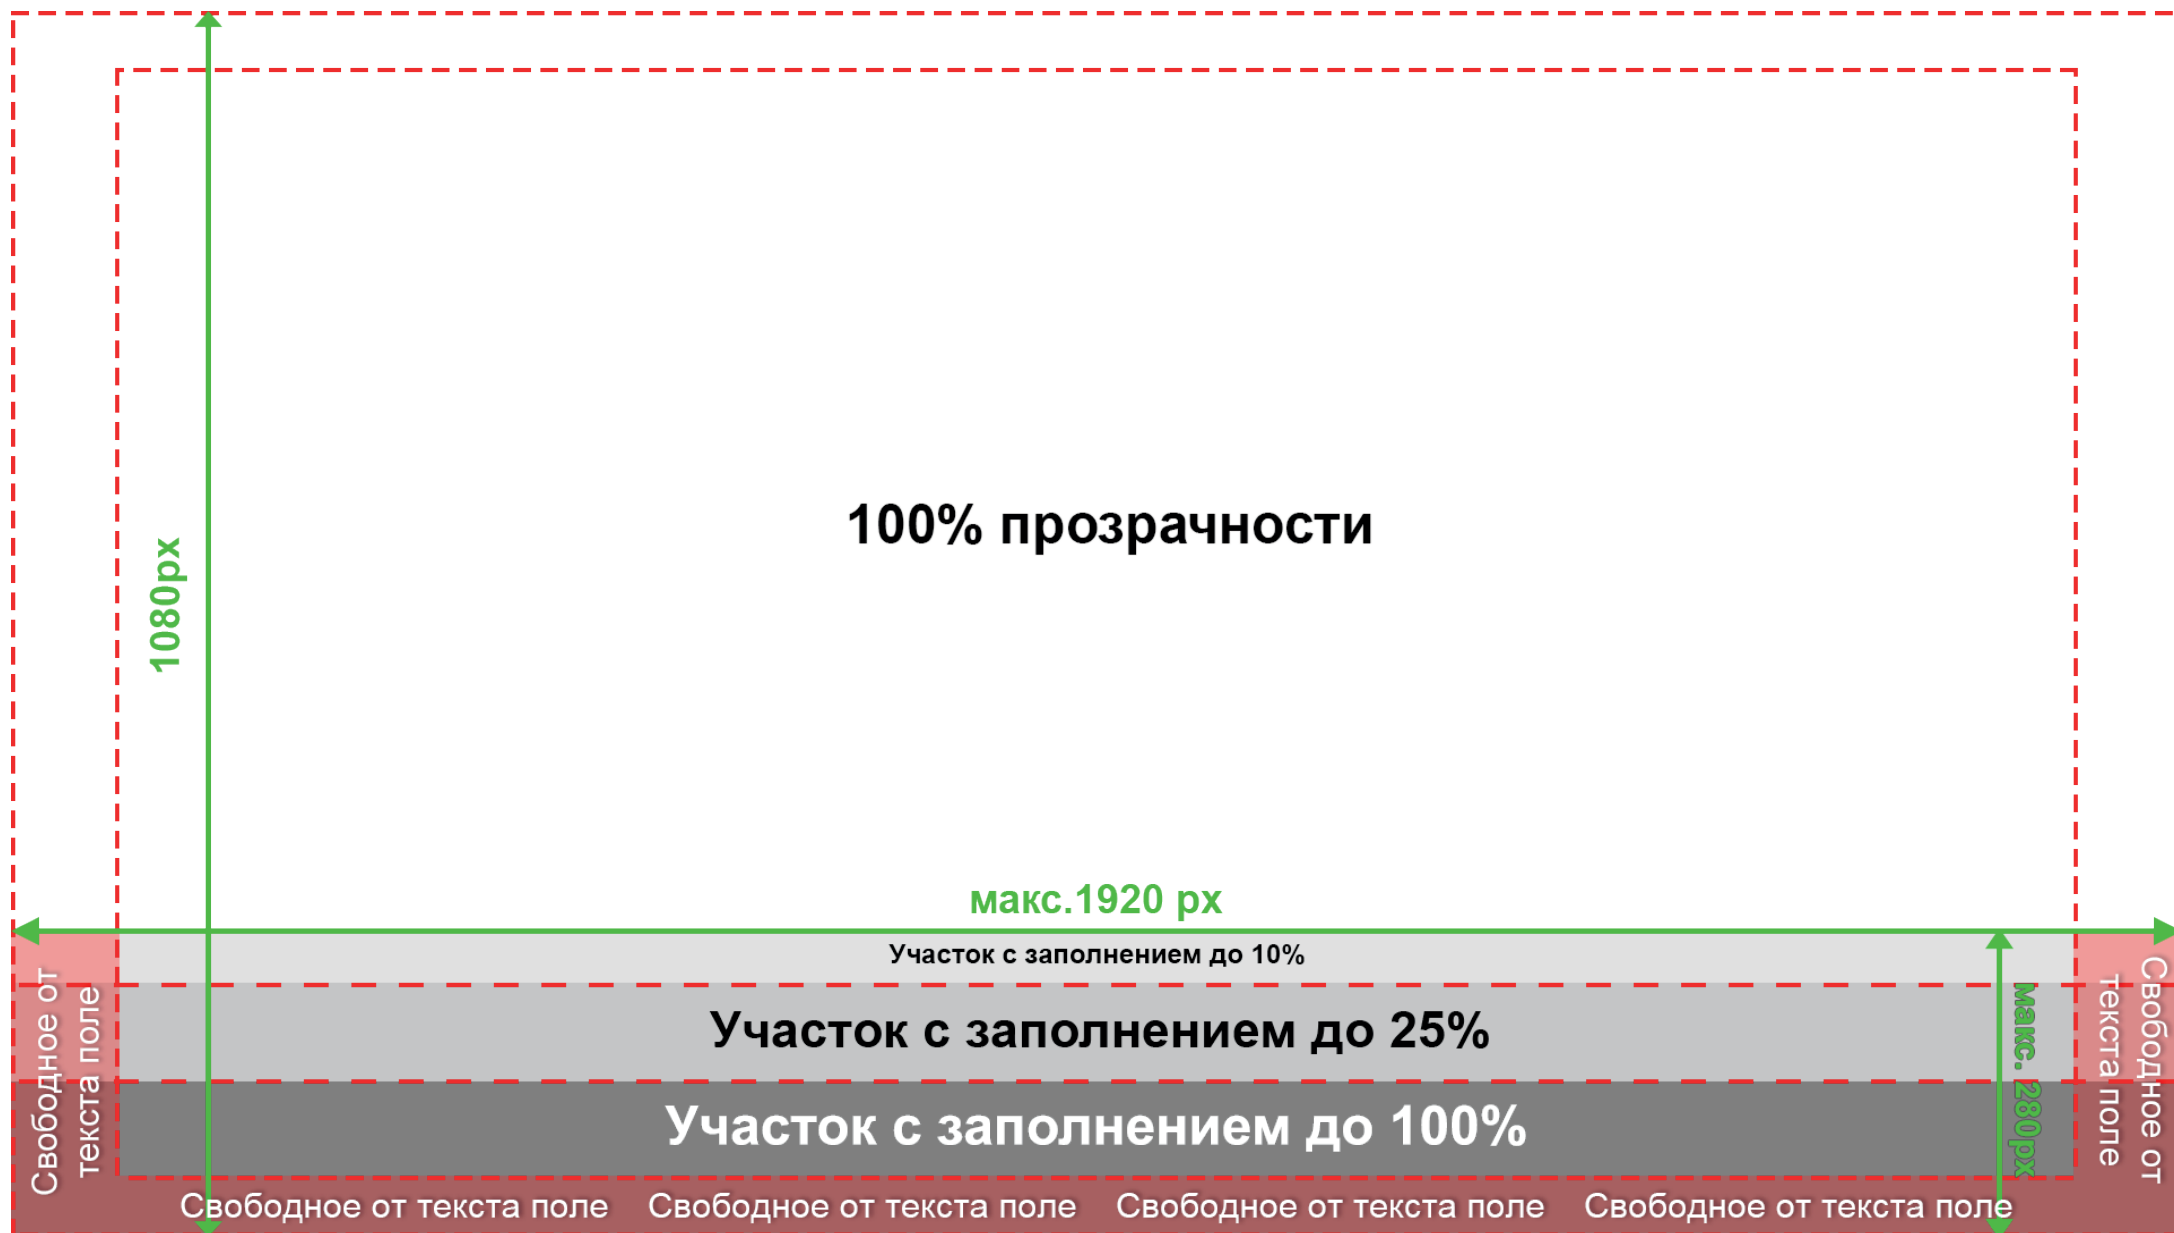 100% прозрачности
1080px
макс.1920 px
Участок с заполнением до 10%
Свободное от
текста поле
Участок с заполнением до 25%
макс. 280px
Свободное от
текста поле
Участок с заполнением до 100%
Свободное от текста поле Свободное от текста поле Свободное от текста поле Свободное от текста поле